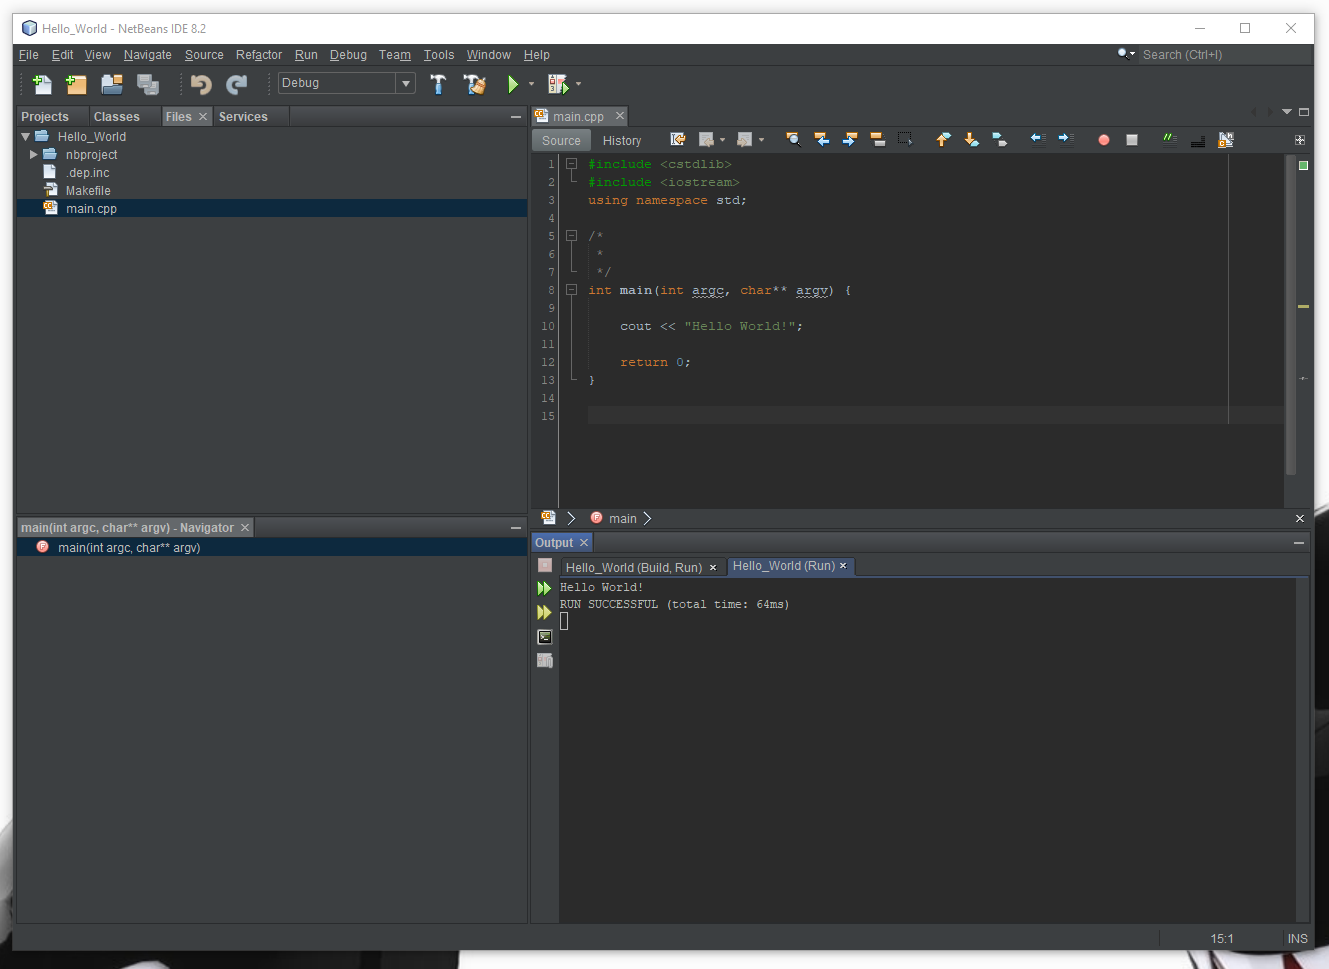 Hello_World - NetBeans IDE 8.2
File Edit View Navigate Source Refactor Run Debug Team Tools Window Help
Search (Ctrl+I)
Debug
Projects Classes Files Services
Hello_World
nbproject
.dep.inc
Makefile
main.cpp
main.cpp
Source History
1 #include <cstdlib>
2 #include <iostream>
3 using namespace std;
4
5 /*
6 *
7 */
8 int main(int argc, char** argv) {
9
10 cout << "Hello World!";
11
12 return 0;
13 }
14
15
main
main(int argc, char** argv) - Navigator
main(int argc, char** argv)
Output
Hello_World (Build, Run) Hello_World (Run)
Hello World!
RUN SUCCESSFUL (total time: 64ms)
15:1 INS